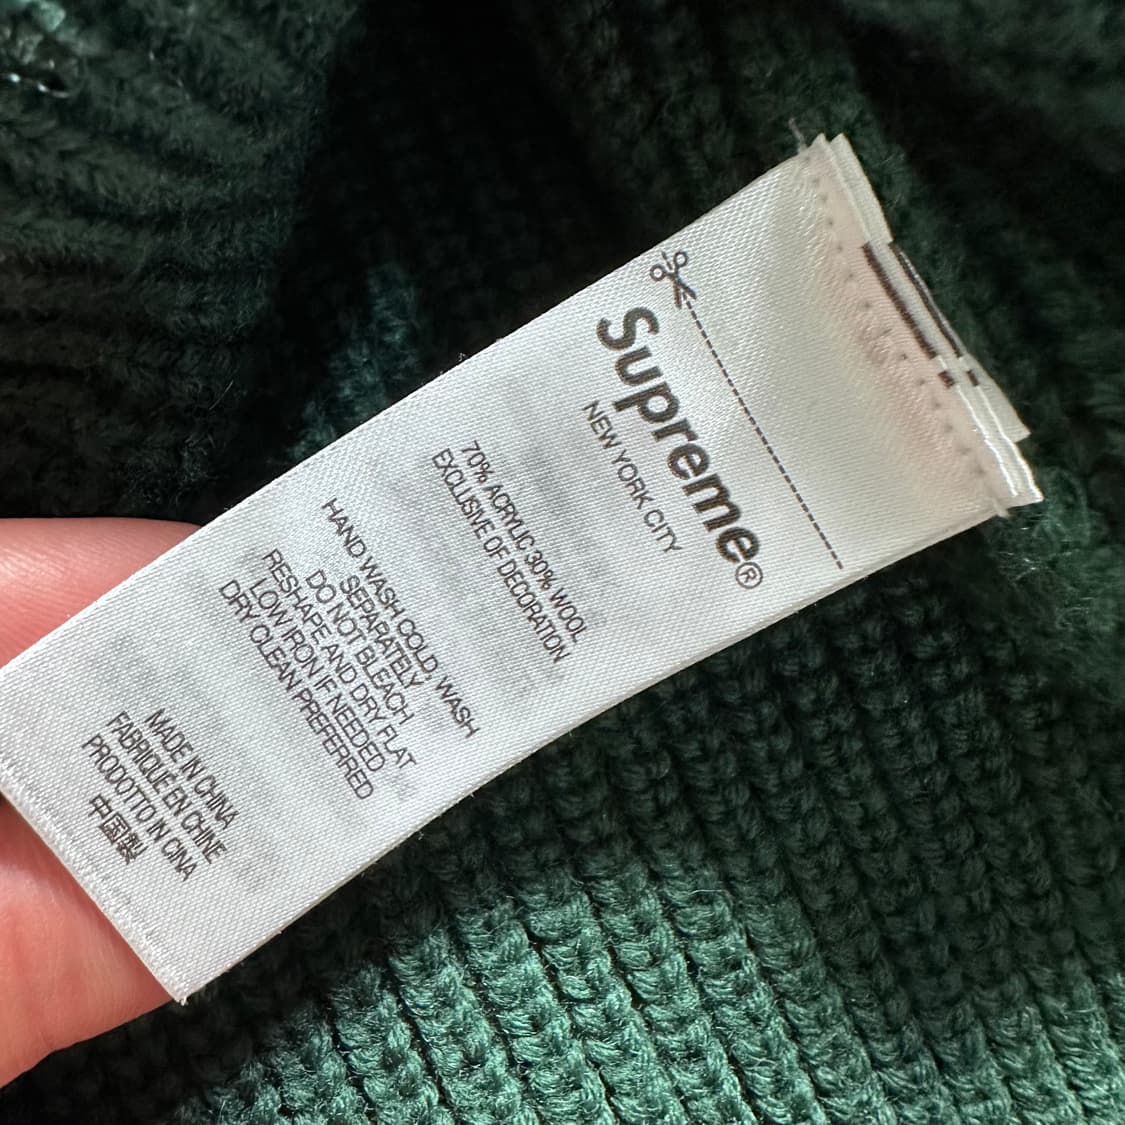 Supreme®
NEW YORK CITY
70% ACRYLIC 30% WOOL
EXCLUSIVE OF DECORATION
HAND WASH COLD, WASH
SEPARATELY
DO NOT BLEACH
RESHAPE AND DRY FLAT
LOW IRON IF NEEDED
DRY CLEAN PREFERRED
MADE IN CHINA
FABRIQUÉ EN CHINE
PRODOTTO IN CINA
中国製